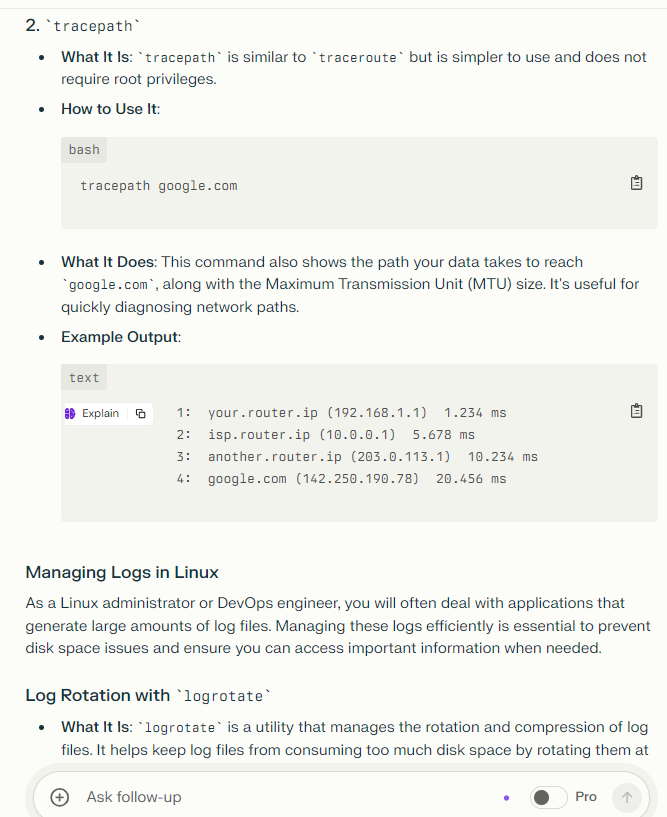 2. `tracepath`
• What It Is: `tracepath` is similar to `traceroute` but is simpler to use and does not
require root privileges.
• How to Use It:
bash
tracepath google.com
• What It Does: This command also shows the path your data takes to reach
`google.com`, along with the Maximum Transmission Unit (MTU) size. It's useful for
quickly diagnosing network paths.
• Example Output:
text
Explain
1: your.router.ip (192.168.1.1) 1.234 ms
2: isp.router.ip (10.0.0.1) 5.678 ms
3: another.router.ip (203.0.113.1) 10.234 ms
4: google.com (142.250.190.78) 20.456 ms
Managing Logs in Linux
As a Linux administrator or DevOps engineer, you will often deal with applications that
generate large amounts of log files. Managing these logs efficiently is essential to prevent
disk space issues and ensure you can access important information when needed.
Log Rotation with `logrotate`
• What It Is: `logrotate` is a utility that manages the rotation and compression of log
files. It helps keep log files from consuming too much disk space by rotating them at
Ask follow-up
Pro